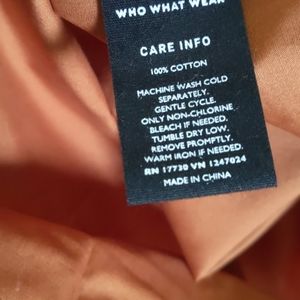 WHO WHAT WEAR
CARE INFO
100% COTTON
MACHINE WASH COLD
SEPARATELY.
GENTLE CYCLE.
ONLY NON-CHLORINE
BLEACH IF NEEDED.
TUMBLE DRY LOW.
REMOVE PROMPTLY.
WARM IRON IF NEEDED.
RN 17730 VN 1247024
MADE IN CHINA